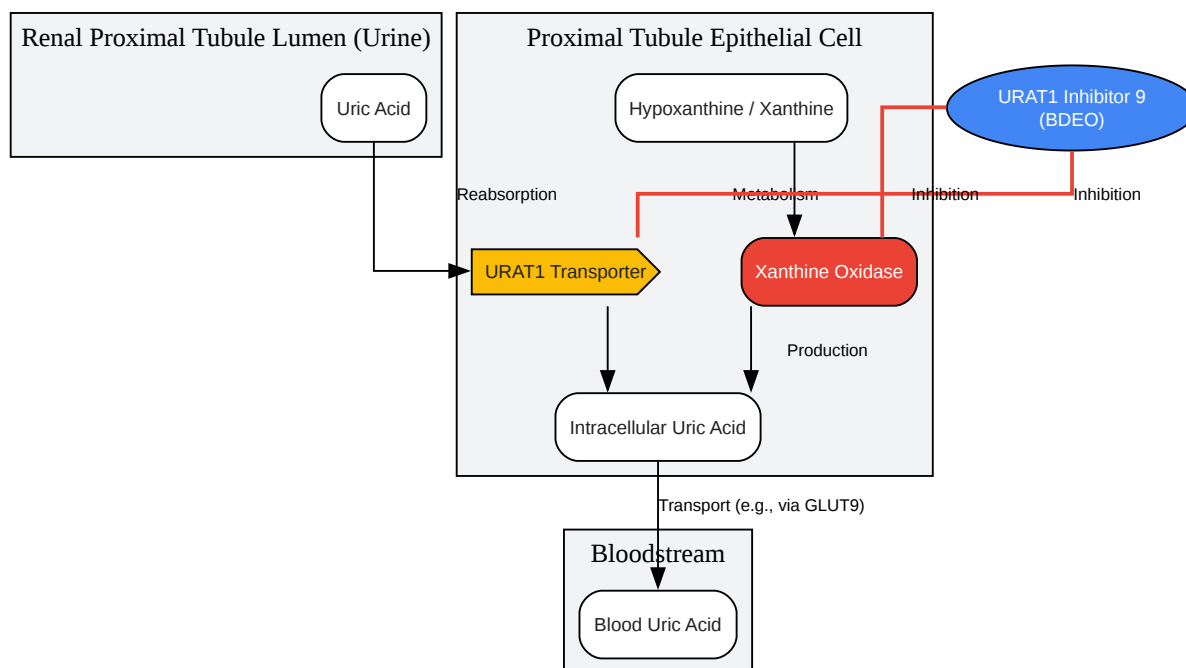 Renal Proximal Tubule Lumen (Urine)
Proximal Tubule Epithelial Cell
Uric Acid
Hypoxanthine / Xanthine
URAT1 Inhibitor 9
(BDEO)
Reabsorption
Metabolism
Inhibition
Inhibition
URAT1 Transporter
Xanthine Oxidase
Production
Intracellular Uric Acid
Transport (e.g., via GLUT9)
Bloodstream
Blood Uric Acid